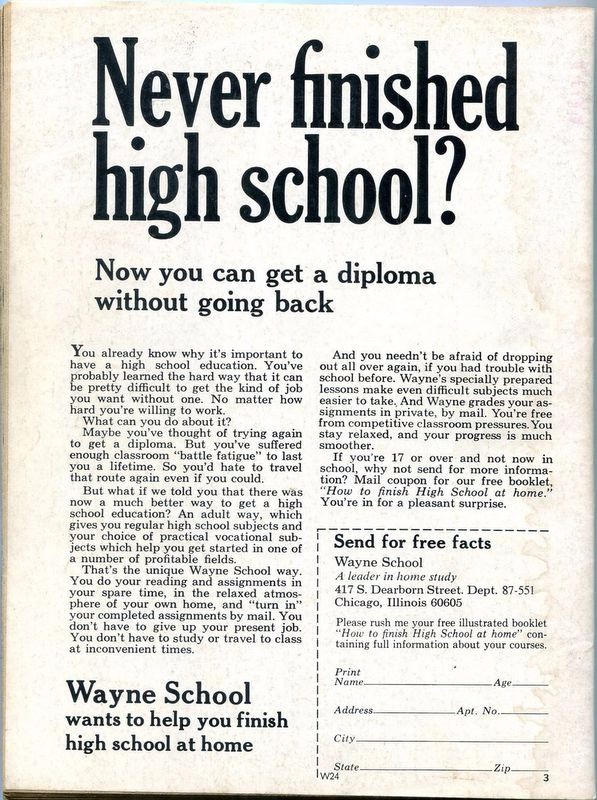 Never finished
high school?
Now you can get a diploma
without going back
You already know why it's important to
have a high school education. You've
probably learned the hard way that it can
be pretty difficult to get the kind of job
you want without one. No matter how
hard you're willing to work.
What can you do about it?
Maybe you've thought of trying again
to get a diploma. But you've suffered
enough classroom "battle fatigue" to last
you a lifetime. So you'd hate to travel
that route again even if you could.
But what if we told you that there was
now a much better way to get a high
school education? An adult way, which
gives you regular high school subjects and
your choice of practical vocational sub-
jects which help you get started in one of
a number of profitable fields.
That's the unique Wayne School way.
You do your reading and assignments in
your spare time, in the relaxed atmos-
phere of your own home, and "turn in"
your completed assignments by mail. You
don't have to give up your present job.
You don't have to study or travel to class
at inconvenient times.
Wayne School
wants to help you finish
high school at home
And you needn't be afraid of dropping
out all over again, if you had trouble with
school before. Wayne's specially prepared
lessons make even difficult subjects much
easier to take. And Wayne grades your as-
signments in private, by mail. You're free
from competitive classroom pressures. You
stay relaxed, and your progress is much
smoother.
If you're 17 or over and not now in
school, why not send for more informa-
tion? Mail coupon for our free booklet,
"How to finish High School at home."
You're in for a pleasant surprise.
Send for free facts
Wayne School
A leader in home study
417 S. Dearborn Street. Dept. 87-551
Chicago, Illinois 60605
Please rush me your free illustrated booklet
"How to finish High School at home" con-
taining full information about your courses.
Print
Name Age
Address Apt. No.
City
State Zip
W24 3